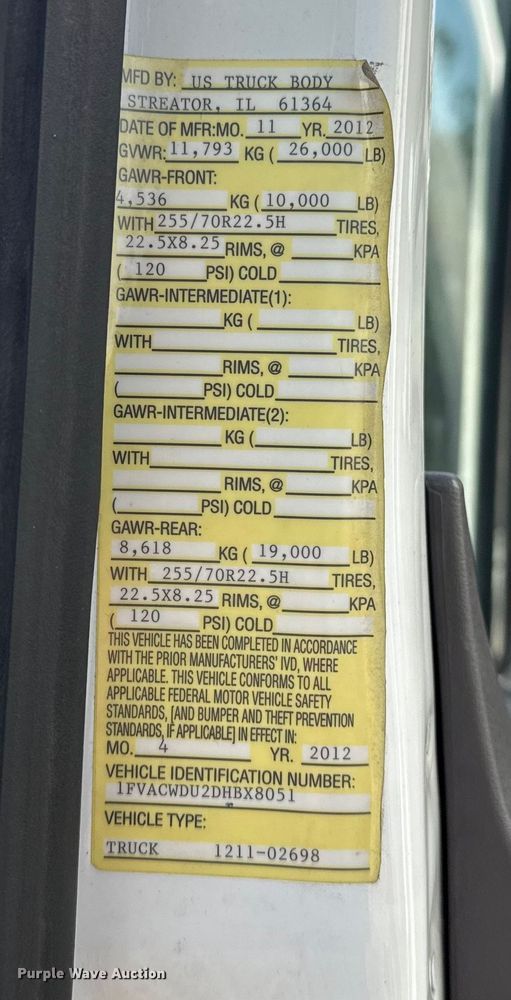 MFD BY: US TRUCK BODY
STREATOR, IL 61364
DATE OF MFR:MO. 11 YR. 2012
GVWR: 11,793 KG ( 26,000 LB)
GAWR-FRONT:
4,536 KG ( 10,000 LB)
WITH 255/70R22.5H TIRES,
22.5X8.25 RIMS, @ KPA
( 120 PSI) COLD
GAWR-INTERMEDIATE(1):
KG ( LB)
WITH TIRES,
RIMS, @ KPA
( PSI) COLD
GAWR-INTERMEDIATE(2):
KG ( LB)
WITH TIRES,
RIMS, @ KPA
( PSI) COLD
GAWR-REAR:
8,618 KG ( 19,000 LB)
WITH 255/70R22.5H TIRES,
22.5X8.25 RIMS, @ KPA
( 120 PSI) COLD
THIS VEHICLE HAS BEEN COMPLETED IN ACCORDANCE
WITH THE PRIOR MANUFACTURERS' IVD, WHERE
APPLICABLE. THIS VEHICLE CONFORMS TO ALL
APPLICABLE FEDERAL MOTOR VEHICLE SAFETY
STANDARDS, [AND BUMPER AND THEFT PREVENTION
STANDARDS, IF APPLICABLE] IN EFFECT IN:
MO. 4 YR. 2012
VEHICLE IDENTIFICATION NUMBER:
1FVACWDU2DHBX8051
VEHICLE TYPE:
TRUCK 1211-02698
Purple Wave Auction